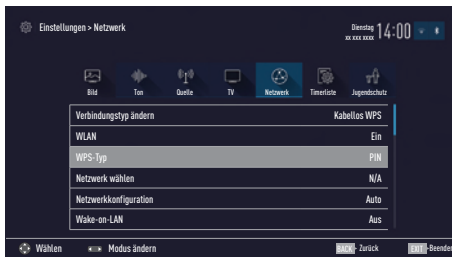 Einstellungen > Netzwerk
Dienstag
xx xxx xxxx
14:00
Bild Ton Quelle TV Netzwerk Timerliste Jugendschutz
Verbindungstyp ändern Kabellos WPS
WLAN Ein
WPS-Typ PIN
Netzwerk wählen N/A
Netzwerkkonfiguration Auto
Wake-on-LAN Aus
Wählen Modus ändern BACK - Zurück EXIT -Beenden